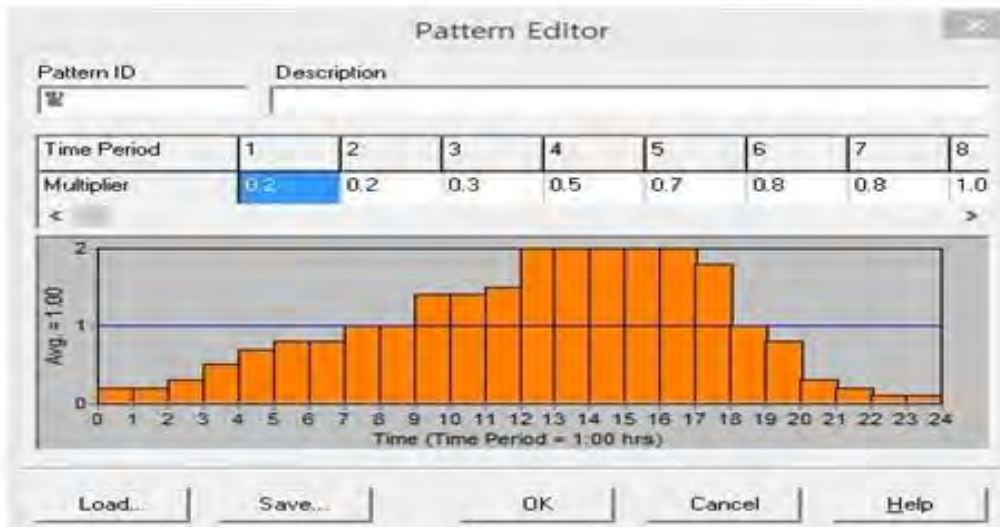 Pattern Editor
Pattern ID Description
Time Period 1 2 3 4 5 6 7 8
Multiplier 0.2 0.2 0.3 0.5 0.7 0.8 0.8 1.0
< >
2
1
0
Avg. = 1.00
0 1 2 3 4 5 6 7 8 9 10 11 12 13 14 15 16 17 18 19 20 21 22 23 24
Time (Time Period = 1:00 hrs)
Load... Save... OK Cancel Help